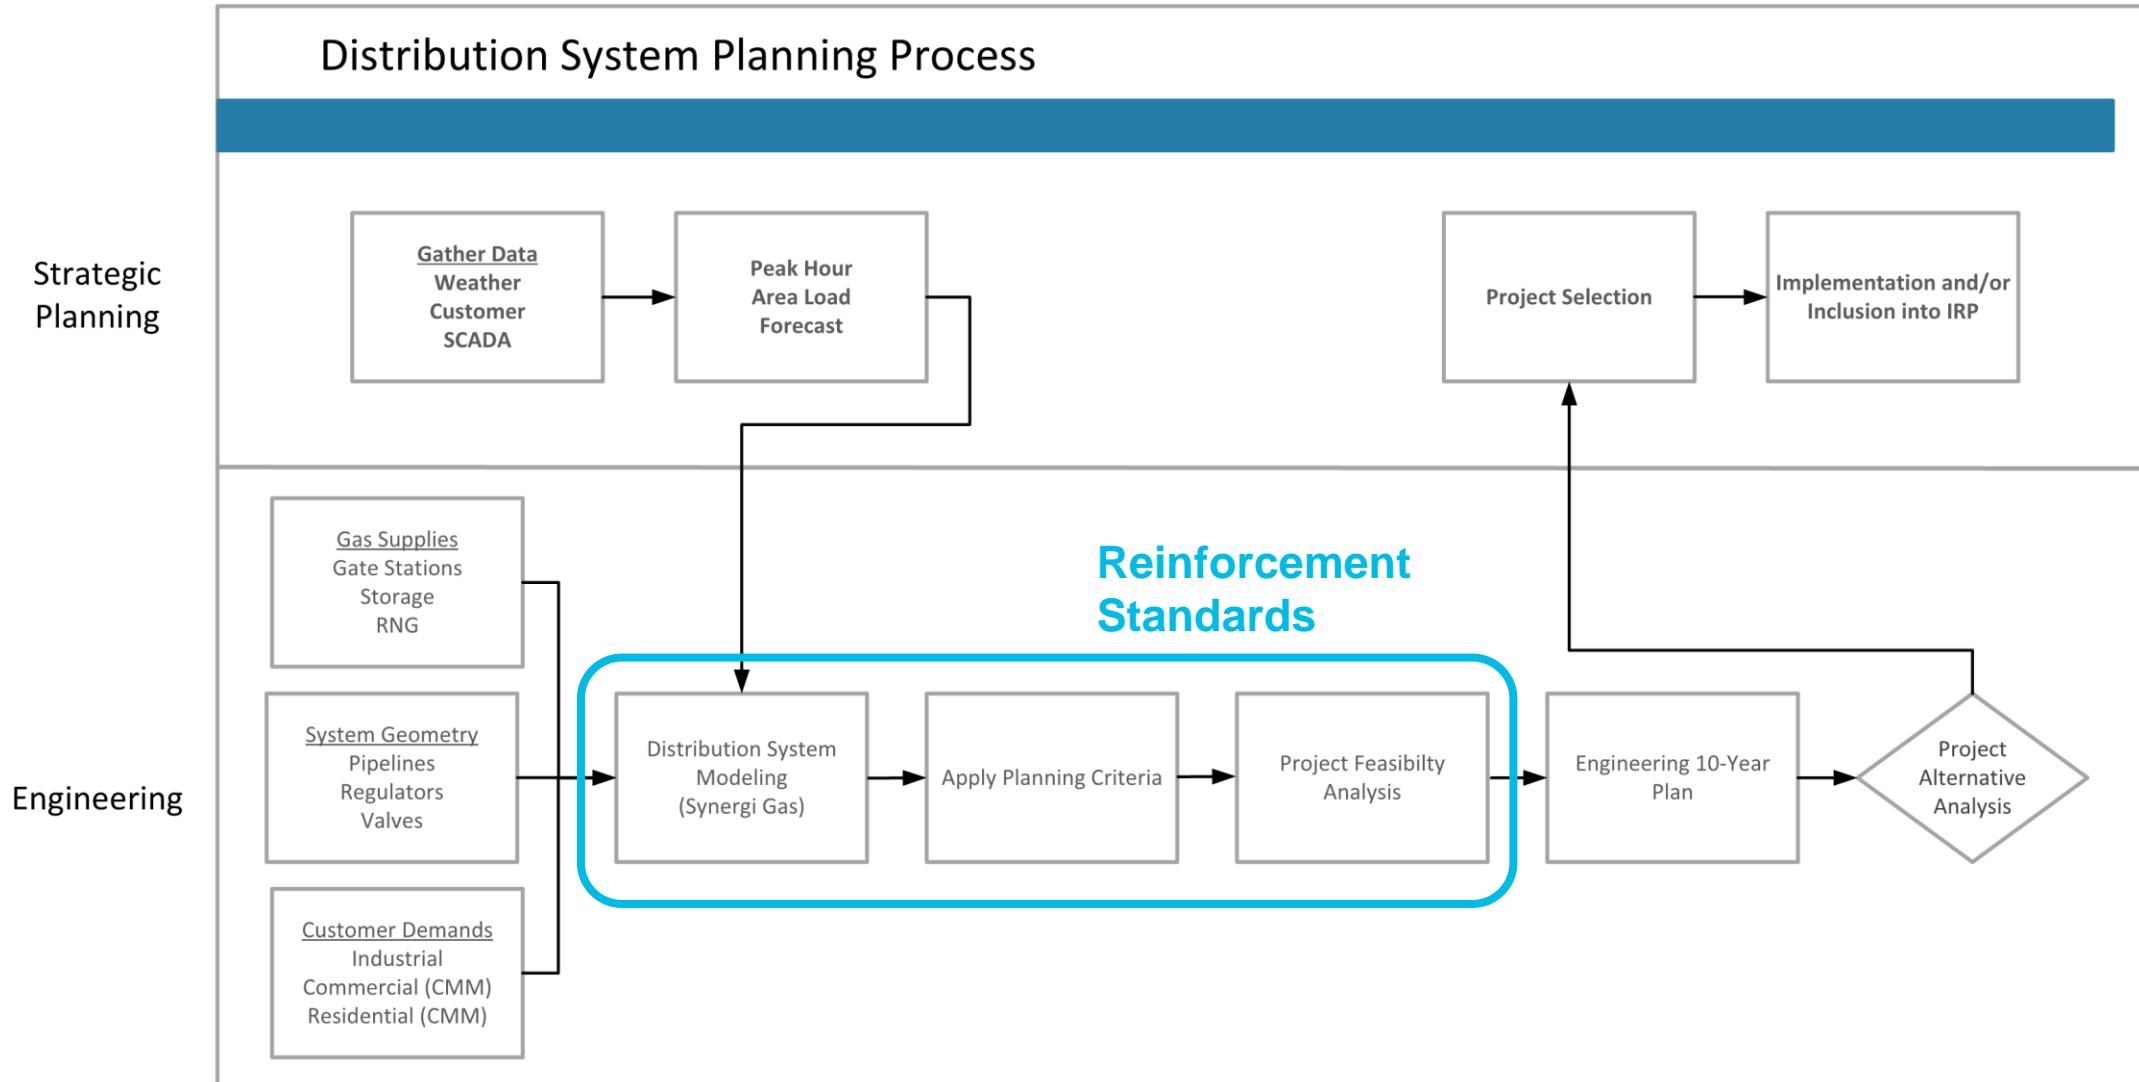 Distribution System Planning Process
Strategic
Planning
Gather Data
Weather
Customer
SCADA
Peak Hour
Area Load
Forecast
Project Selection
Implementation and/or
Inclusion into IRP
Engineering
Gas Supplies
Gate Stations
Storage
RNG
System Geometry
Pipelines
Regulators
Valves
Customer Demands
Industrial
Commercial (CMM)
Residential (CMM)
Reinforcement
Standards
Distribution System
Modeling
(Synergi Gas)
Apply Planning Criteria
Project Feasibilty
Analysis
Engineering 10-Year
Plan
Project
Alternative
Analysis